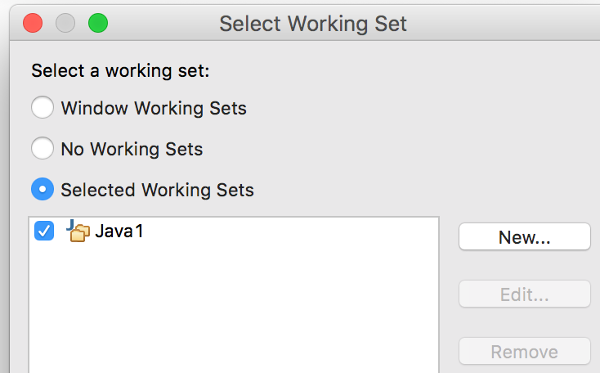 Select Working Set
Select a working set:
Window Working Sets
No Working Sets
Selected Working Sets
Java1
New...
Edit...
Remove